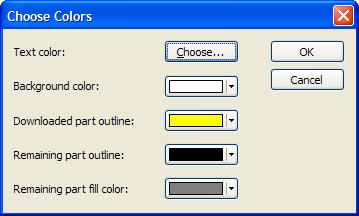 Choose Colors
Text color:
Choose...
OK
Cancel
Background color:
Downloaded part outline:
Remaining part outline:
Remaining part fill color: